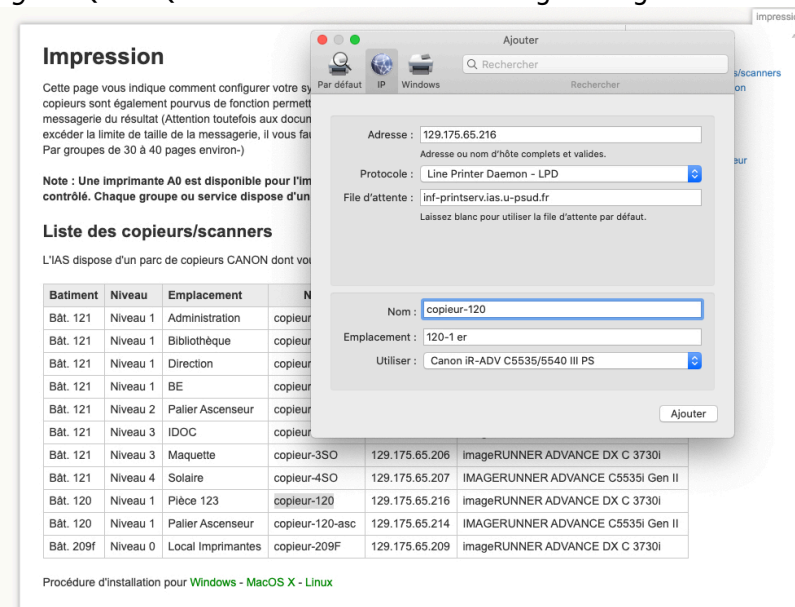 impressi
Impression
Cette page vous indique comment configurer votre sy
copieurs sont également pourvus de fonction permett
messagerie du résultat (Attention toutefois aux docum
excéder la limite de taille de la messagerie, il vous fau
Par groupes de 30 à 40 pages environ-)
Note : Une imprimante A0 est disponible pour l'im
contrôlé. Chaque groupe ou service dispose d'un
Liste des copieurs/scanners
L'IAS dispose d'un parc de copieurs CANON dont vou
Ajouter
Par défaut IP Windows
Rechercher
Rechercher
Adresse : 129.175.65.216
Adresse ou nom d'hôte complets et valides.
Protocole : Line Printer Daemon - LPD
File d'attente : inf-printserv.ias.u-psud.fr
Laissez blanc pour utiliser la file d'attente par défaut.
Nom : copieur-120
Emplacement : 120-1 er
Utiliser : Canon iR-ADV C5535/5540 III PS
Ajouter
s/scanners
on
eur
Batiment Niveau Emplacement N
Bât. 121 Niveau 1 Administration copieur
Bât. 121 Niveau 1 Bibliothèque copieur
Bât. 121 Niveau 1 Direction copieur
Bât. 121 Niveau 1 BE copieur
Bât. 121 Niveau 2 Palier Ascenseur copieur
Bât. 121 Niveau 3 IDOC copieur
Bât. 121 Niveau 3 Maquette copieur-3SO 129.175.65.206 imageRUNNER ADVANCE DX C 3730i
Bât. 121 Niveau 4 Solaire copieur-4SO 129.175.65.207 IMAGERUNNER ADVANCE C5535i Gen II
Bât. 120 Niveau 1 Pièce 123 copieur-120 129.175.65.216 imageRUNNER ADVANCE DX C 3730i
Bât. 120 Niveau 1 Palier Ascenseur copieur-120-asc 129.175.65.214 IMAGERUNNER ADVANCE C5535i Gen II
Bât. 209f Niveau 0 Local Imprimantes copieur-209F 129.175.65.209 imageRUNNER ADVANCE DX C 3730i
Procédure d'installation pour Windows - MacOS X - Linux